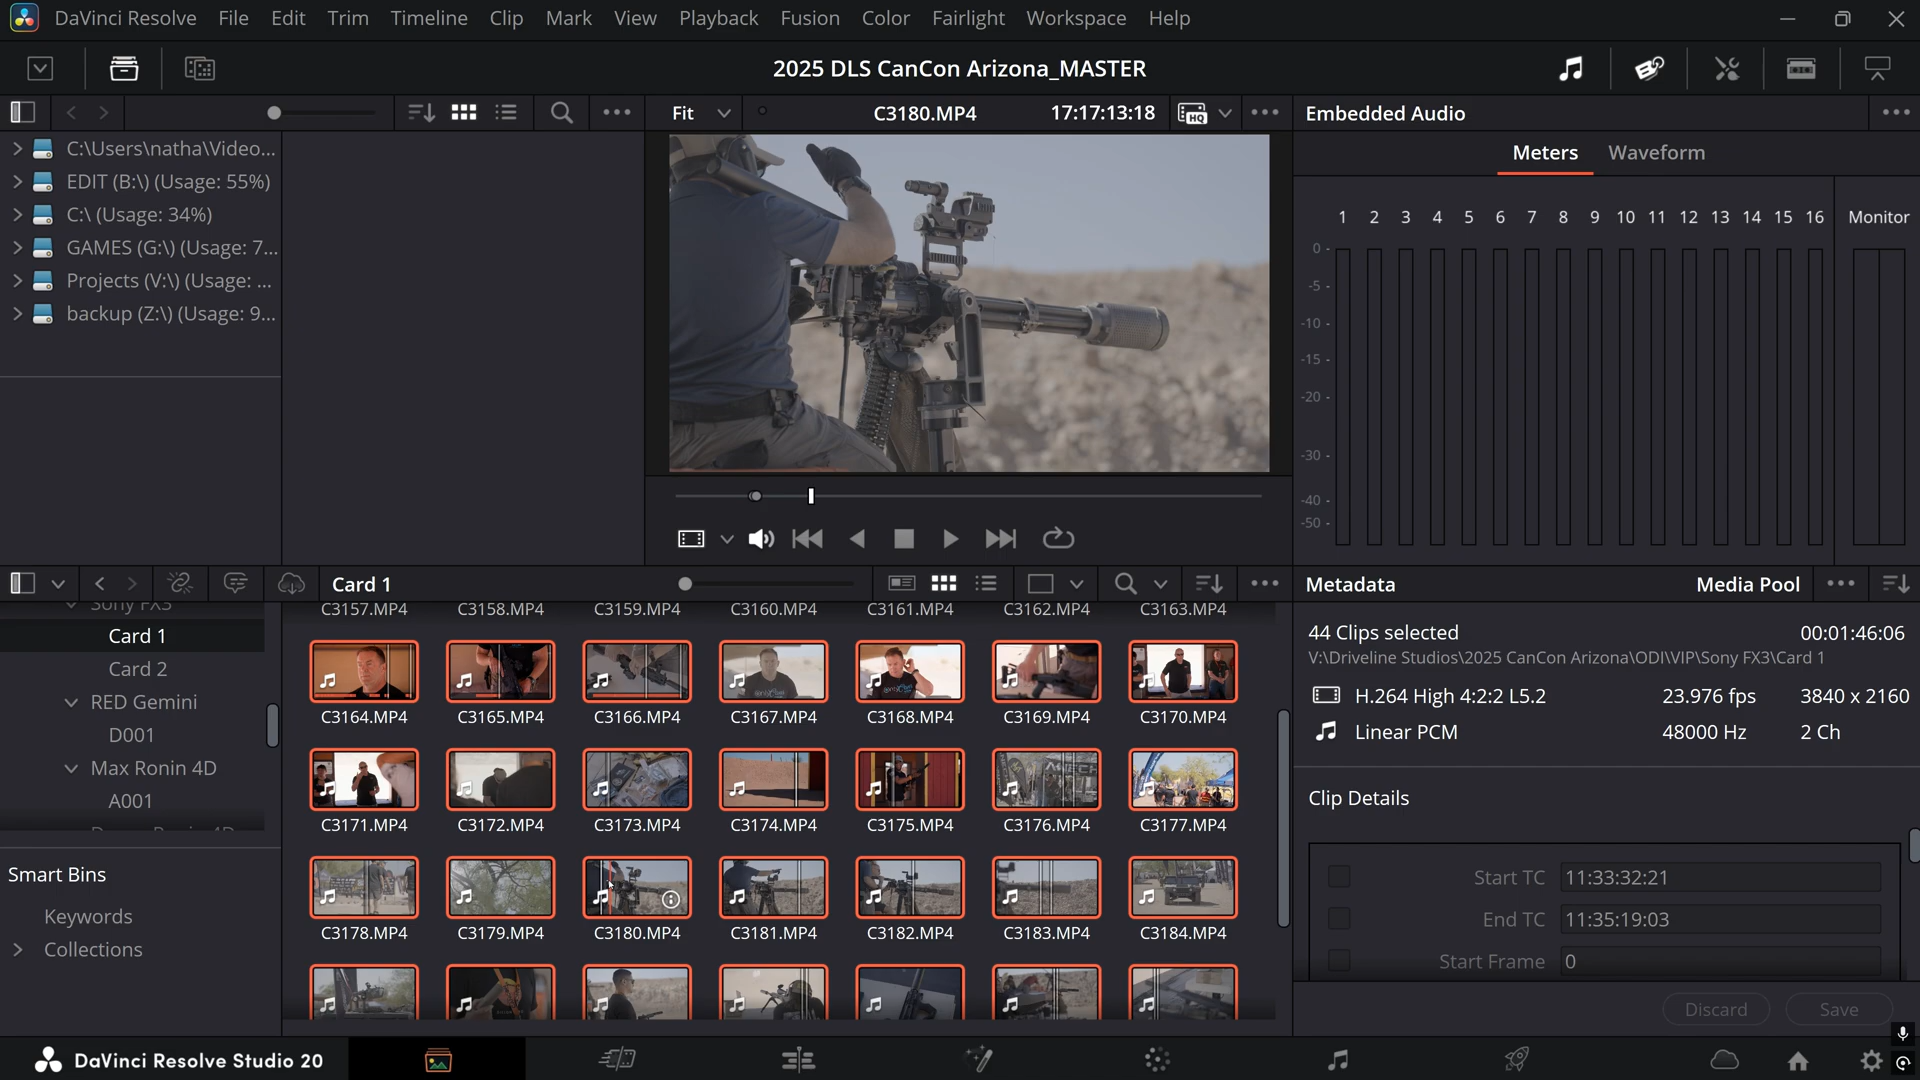 DaVinci Resolve File Edit Trim Timeline Clip Mark View Playback Fusion Color Fairlight Workspace Help
2025 DLS CanCon Arizona_MASTER
Fit C3180.MP4 17:17:13:18 HQ
Embedded Audio
C:\Users\natha\Video...
EDIT (B:\) (Usage: 55%)
C:\ (Usage: 34%)
GAMES (G:\) (Usage: 7...
Projects (V:\) (Usage: ...
backup (Z:\) (Usage: 9...
Meters Waveform
1 2 3 4 5 6 7 8 9 10 11 12 13 14 15 16 Monitor
0 -
-5 -
-10 -
-15 -
-20 -
-30 -
-40 -
-50 -
Card 1
Metadata Media Pool
Sony FX3
Card 1
Card 2
RED Gemini
D001
Max Ronin 4D
A001
Smart Bins
Keywords
Collections
C3157.MP4 C3158.MP4 C3159.MP4 C3160.MP4 C3161.MP4 C3162.MP4 C3163.MP4
C3164.MP4 C3165.MP4 C3166.MP4 C3167.MP4 C3168.MP4 C3169.MP4 C3170.MP4
C3171.MP4 C3172.MP4 C3173.MP4 C3174.MP4 C3175.MP4 C3176.MP4 C3177.MP4
C3178.MP4 C3179.MP4 C3180.MP4 C3181.MP4 C3182.MP4 C3183.MP4 C3184.MP4
44 Clips selected 00:01:46:06
V:\Driveline Studios\2025 CanCon Arizona\ODI\VIP\Sony FX3\Card 1
H.264 High 4:2:2 L5.2 23.976 fps 3840 x 2160
Linear PCM 48000 Hz 2 Ch
Clip Details
Start TC 11:33:32:21
End TC 11:35:19:03
Start Frame 0
Discard Save
DaVinci Resolve Studio 20